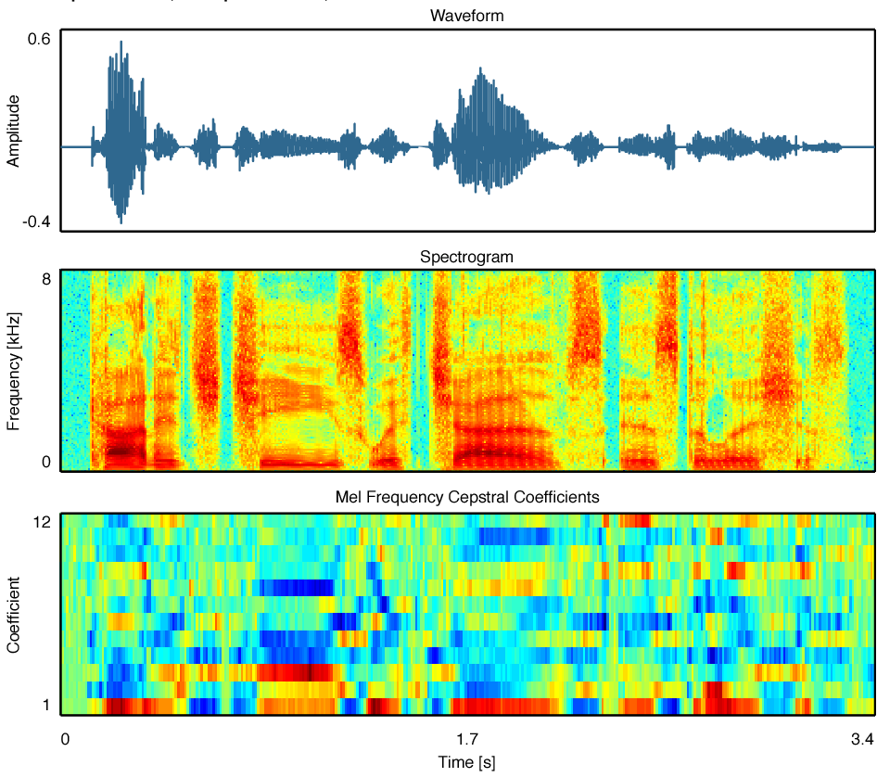 Waveform
0.6
Amplitude
-0.4
Spectrogram
8
Frequency [kHz]
0
Mel Frequency Cepstral Coefficients
12
Coefficient
1
0 1.7 3.4
Time [s]